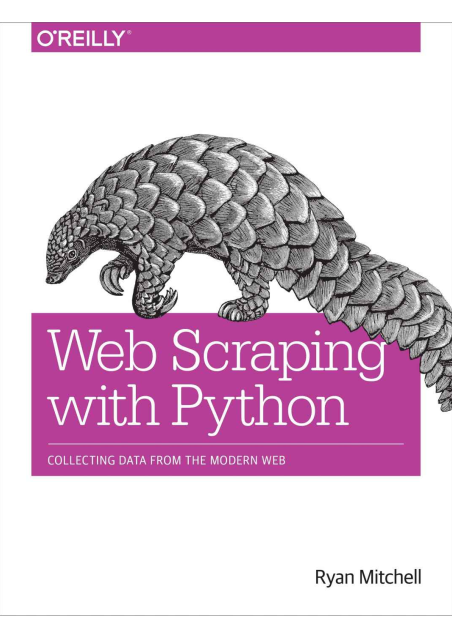 O'REILLY®
Web Scraping
with Python
COLLECTING DATA FROM THE MODERN WEB
Ryan Mitchell